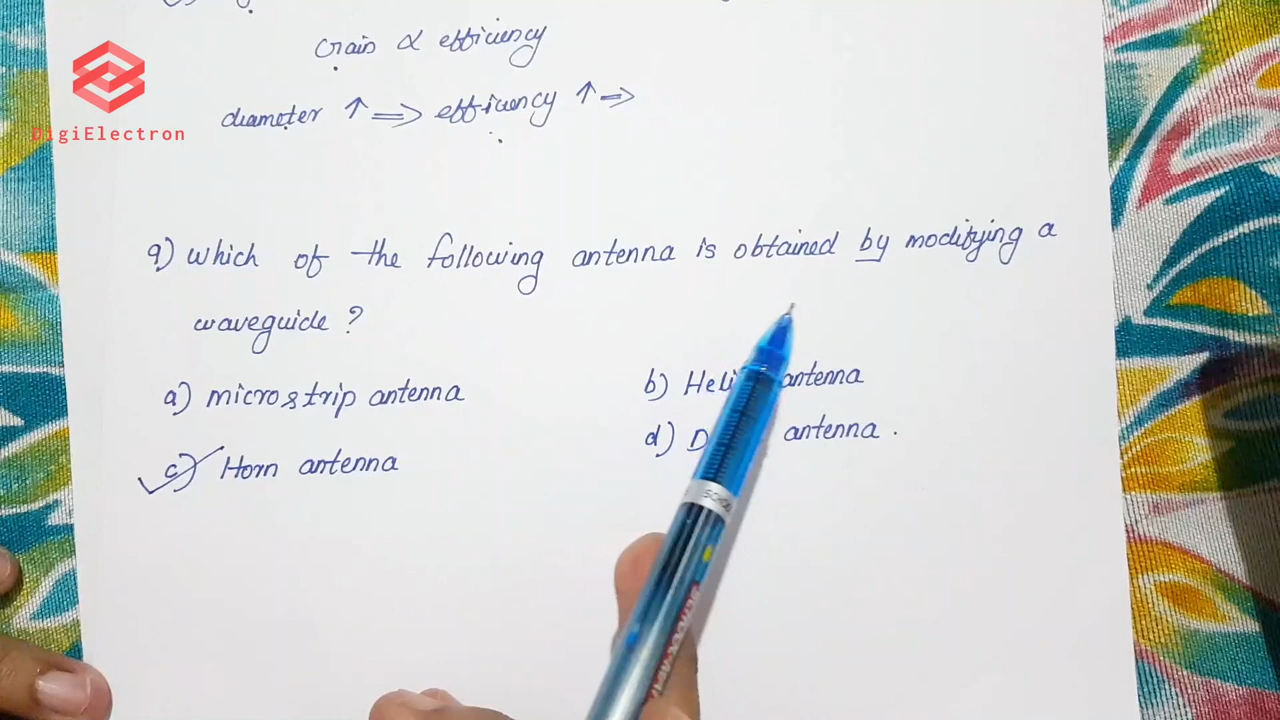 Gain ∝ efficiency
diameter ↑ ⇒ efficiency ↑ ⇒
DigiElectron
9) which of the following antenna is obtained by modifying a
waveguide ?
a) microstrip antenna
b) antenna
c) Horn antenna
d) antenna .